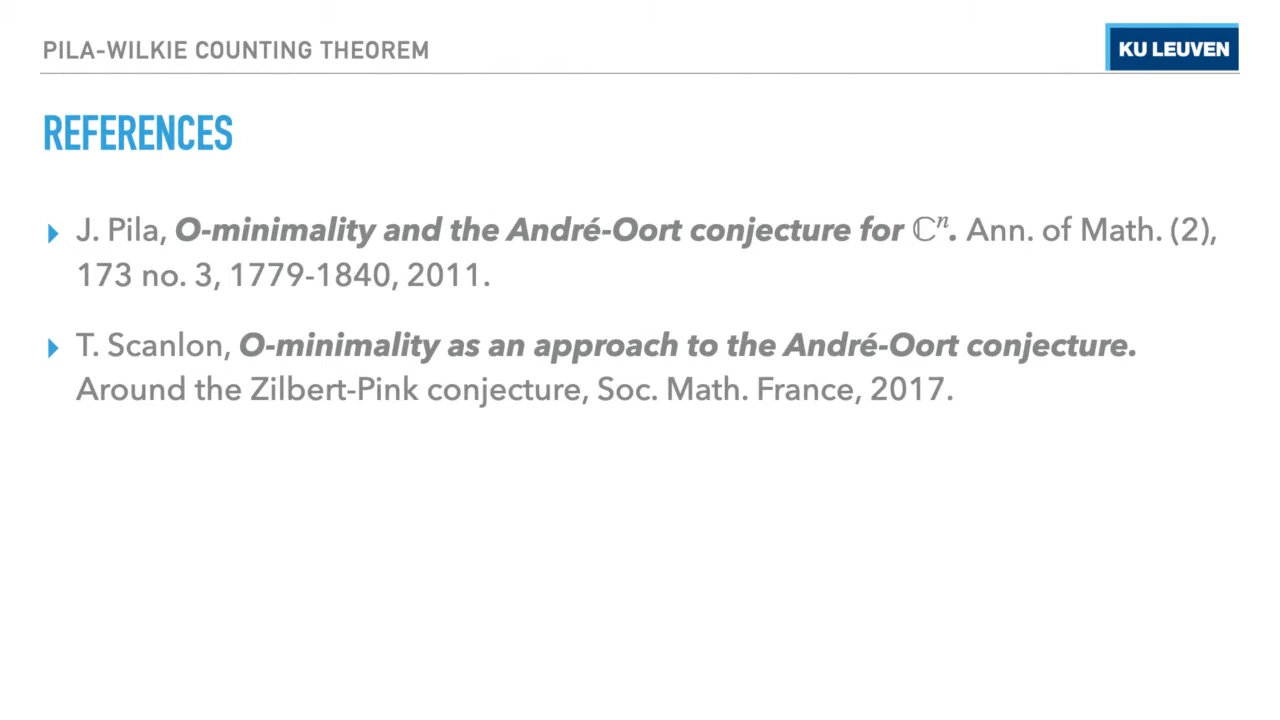 PILA-WILKIE COUNTING THEOREM
KU LEUVEN
REFERENCES
▸ J. Pila, O-minimality and the André-Oort conjecture for ℂⁿ. Ann. of Math. (2),
173 no. 3, 1779-1840, 2011.
▸ T. Scanlon, O-minimality as an approach to the André-Oort conjecture.
Around the Zilbert-Pink conjecture, Soc. Math. France, 2017.